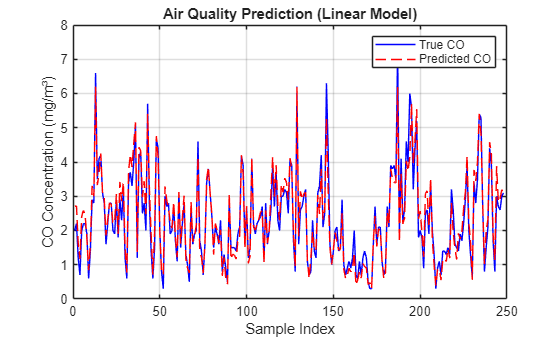 Air Quality Prediction (Linear Model)
True CO
Predicted CO
CO Concentration (mg/m³)
8
7
6
5
4
3
2
1
0
0 50 100 150 200 250
Sample Index